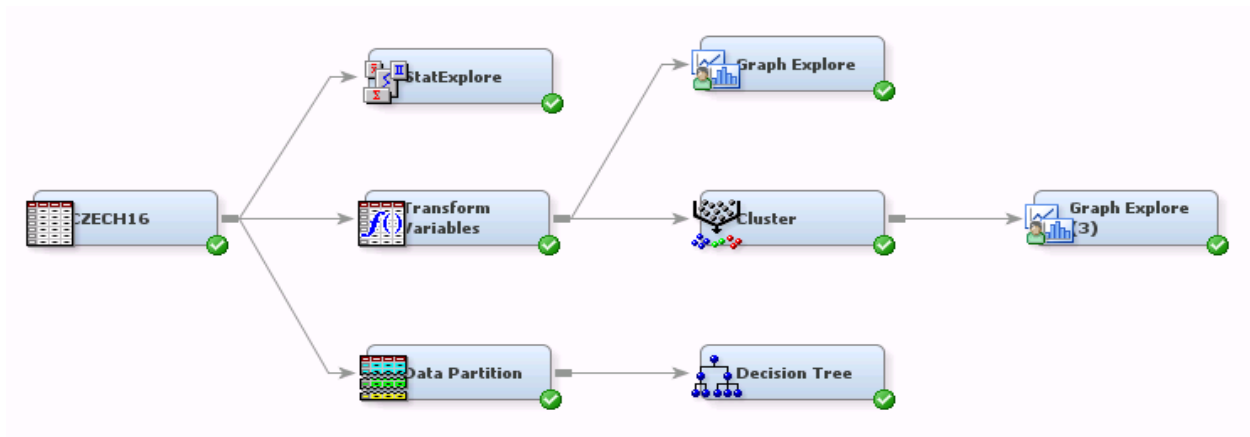 StatExplore
Graph Explore
CZECH16
Transform
Variables
Cluster
Graph Explore
(3)
Data Partition
Decision Tree